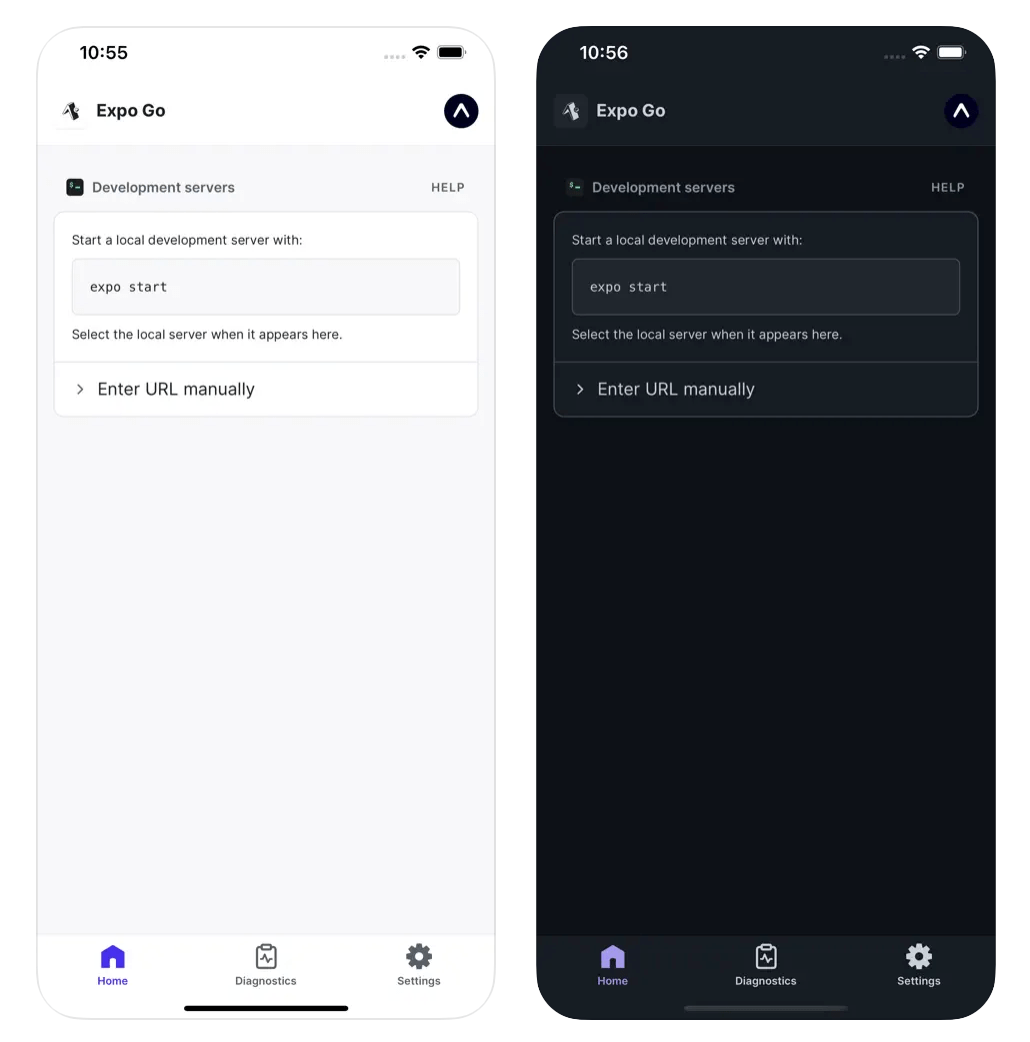 10:55
Expo Go
Development servers HELP
Start a local development server with:
expo start
Select the local server when it appears here.
Enter URL manually
Home Diagnostics Settings
10:56
Expo Go
Development servers HELP
Start a local development server with:
expo start
Select the local server when it appears here.
Enter URL manually
Home Diagnostics Settings